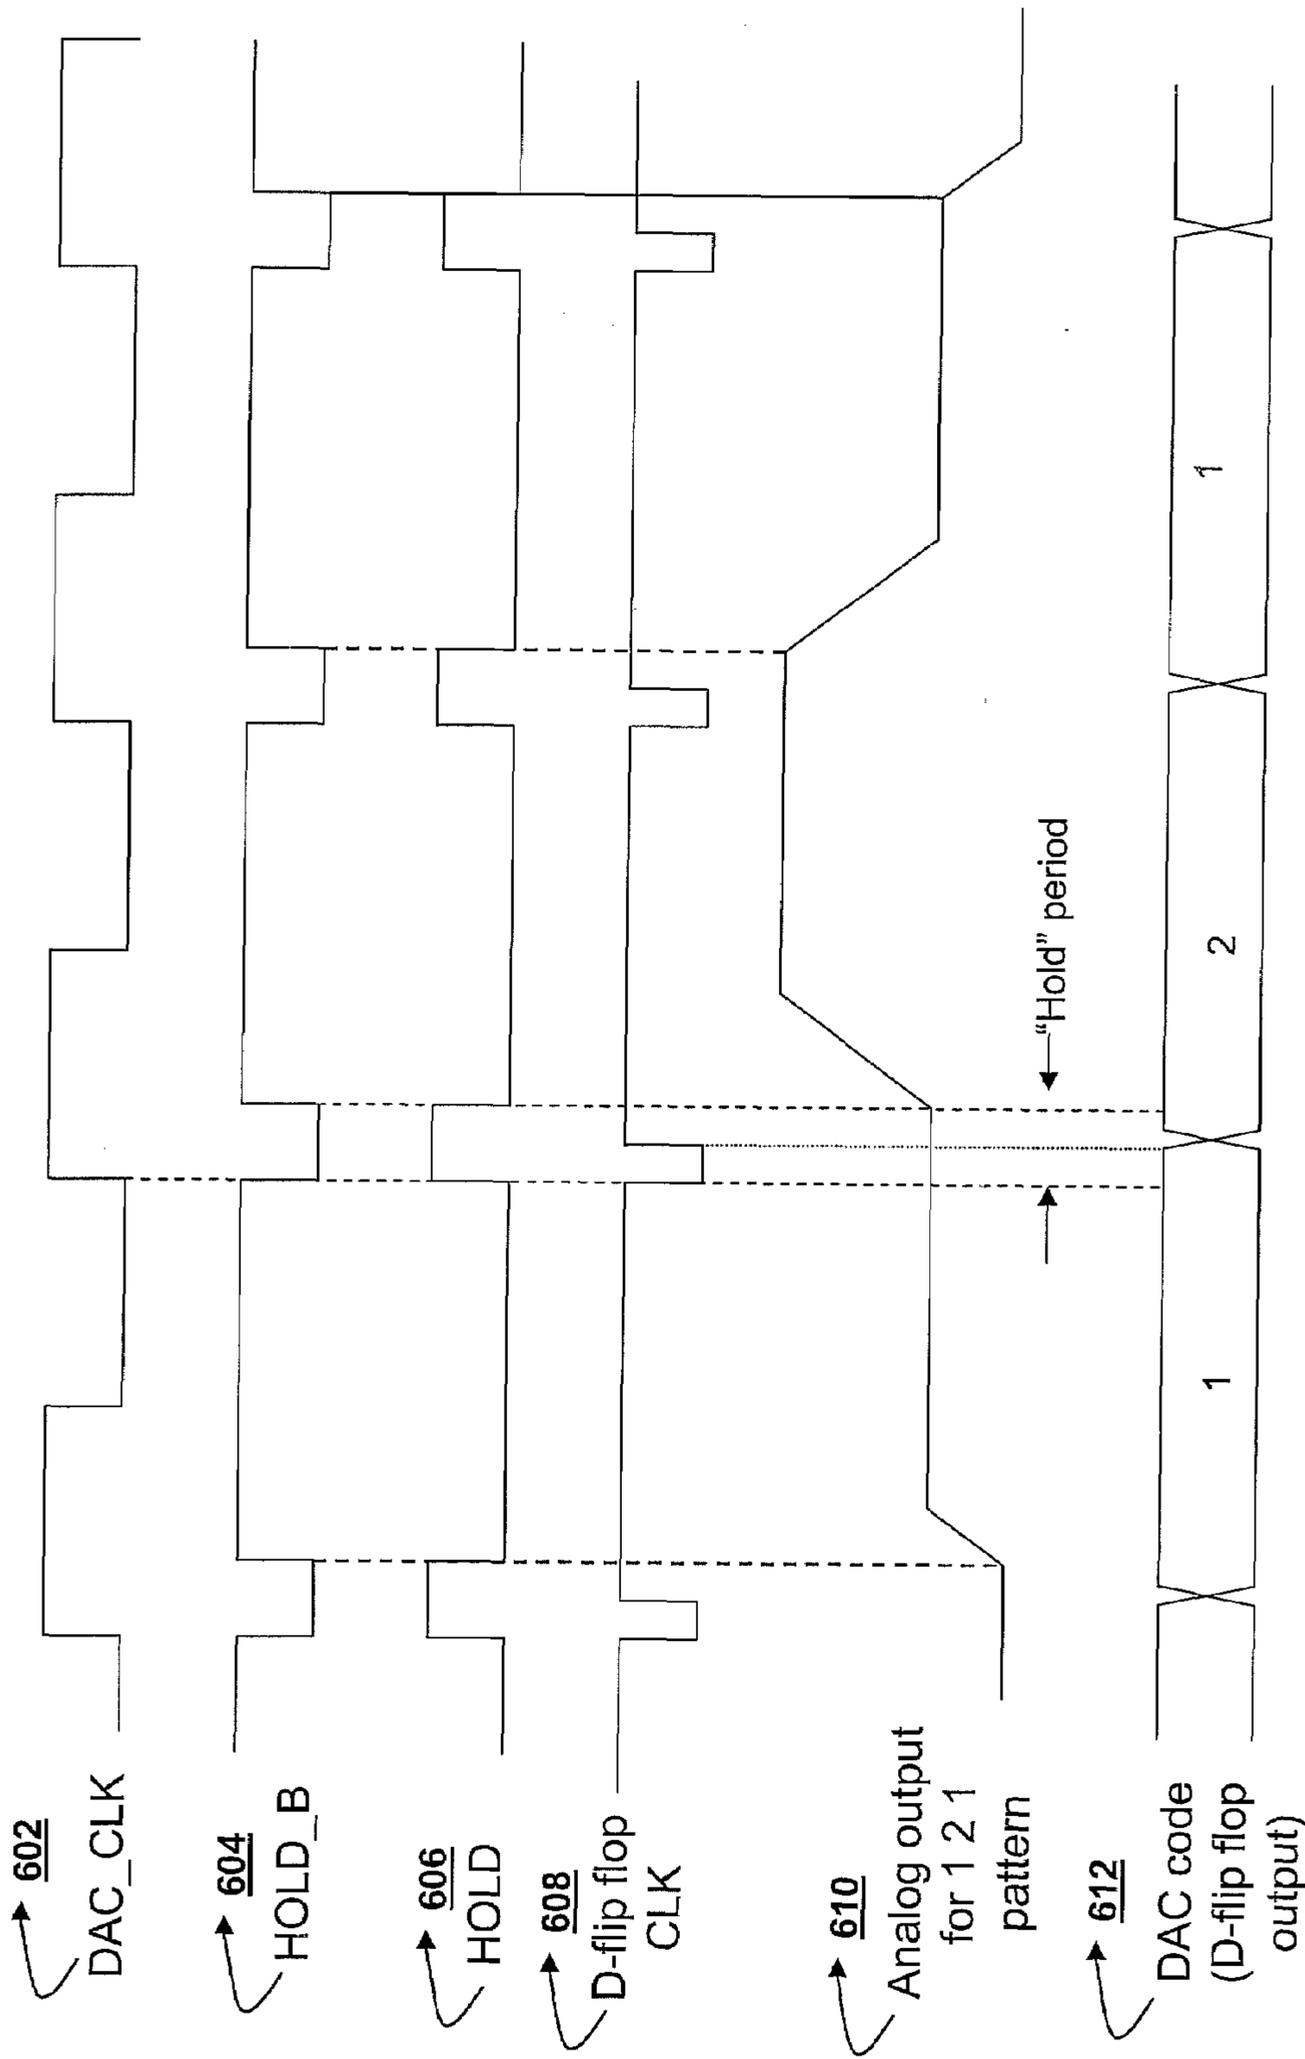 602
DAC_CLK
604
HOLD_B
606
HOLD
608
D-flip flop
CLK
610
Analog output
for 1 2 1
pattern
"Hold" period
612
DAC code
(D-flip flop
output)
1
2
1